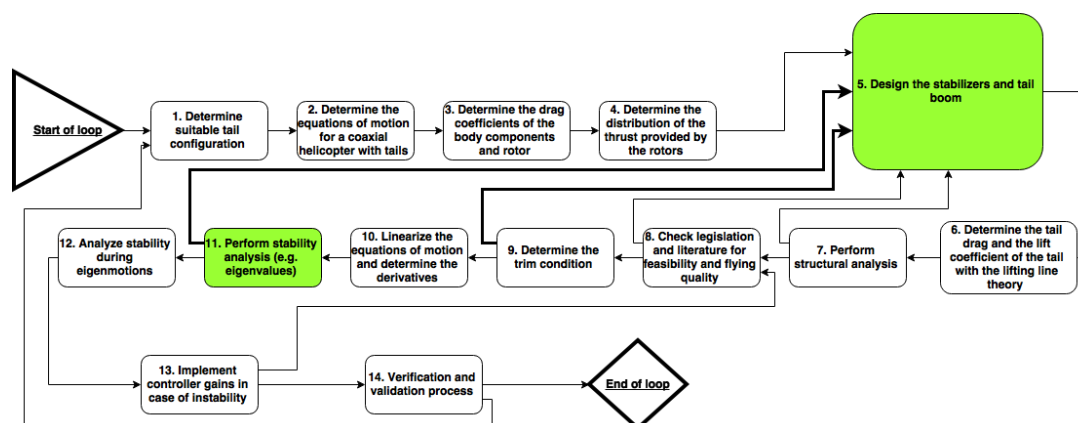 Start of loop
1. Determine
suitable tail
configuration
2. Determine the
equations of motion
for a coaxial
helicopter with tails
3. Determine the drag
coefficients of the
body components
and rotor
4. Determine the
distribution of the
thrust provided by
the rotors
5. Design the stabilizers and tail
boom
6. Determine the tail
drag and the lift
coefficient of the tail
with the lifting line
theory
7. Perform
structural analysis
8. Check legislation
and literature for
feasibility and flying
quality
9. Determine the
trim condition
10. Linearize the
equations of motion
and determine the
derivatives
11. Perform stability
analysis (e.g.
eigenvalues)
12. Analyze stability
during
eigenmotions
13. Implement
controller gains in
case of instability
14. Verification and
validation process
End of loop